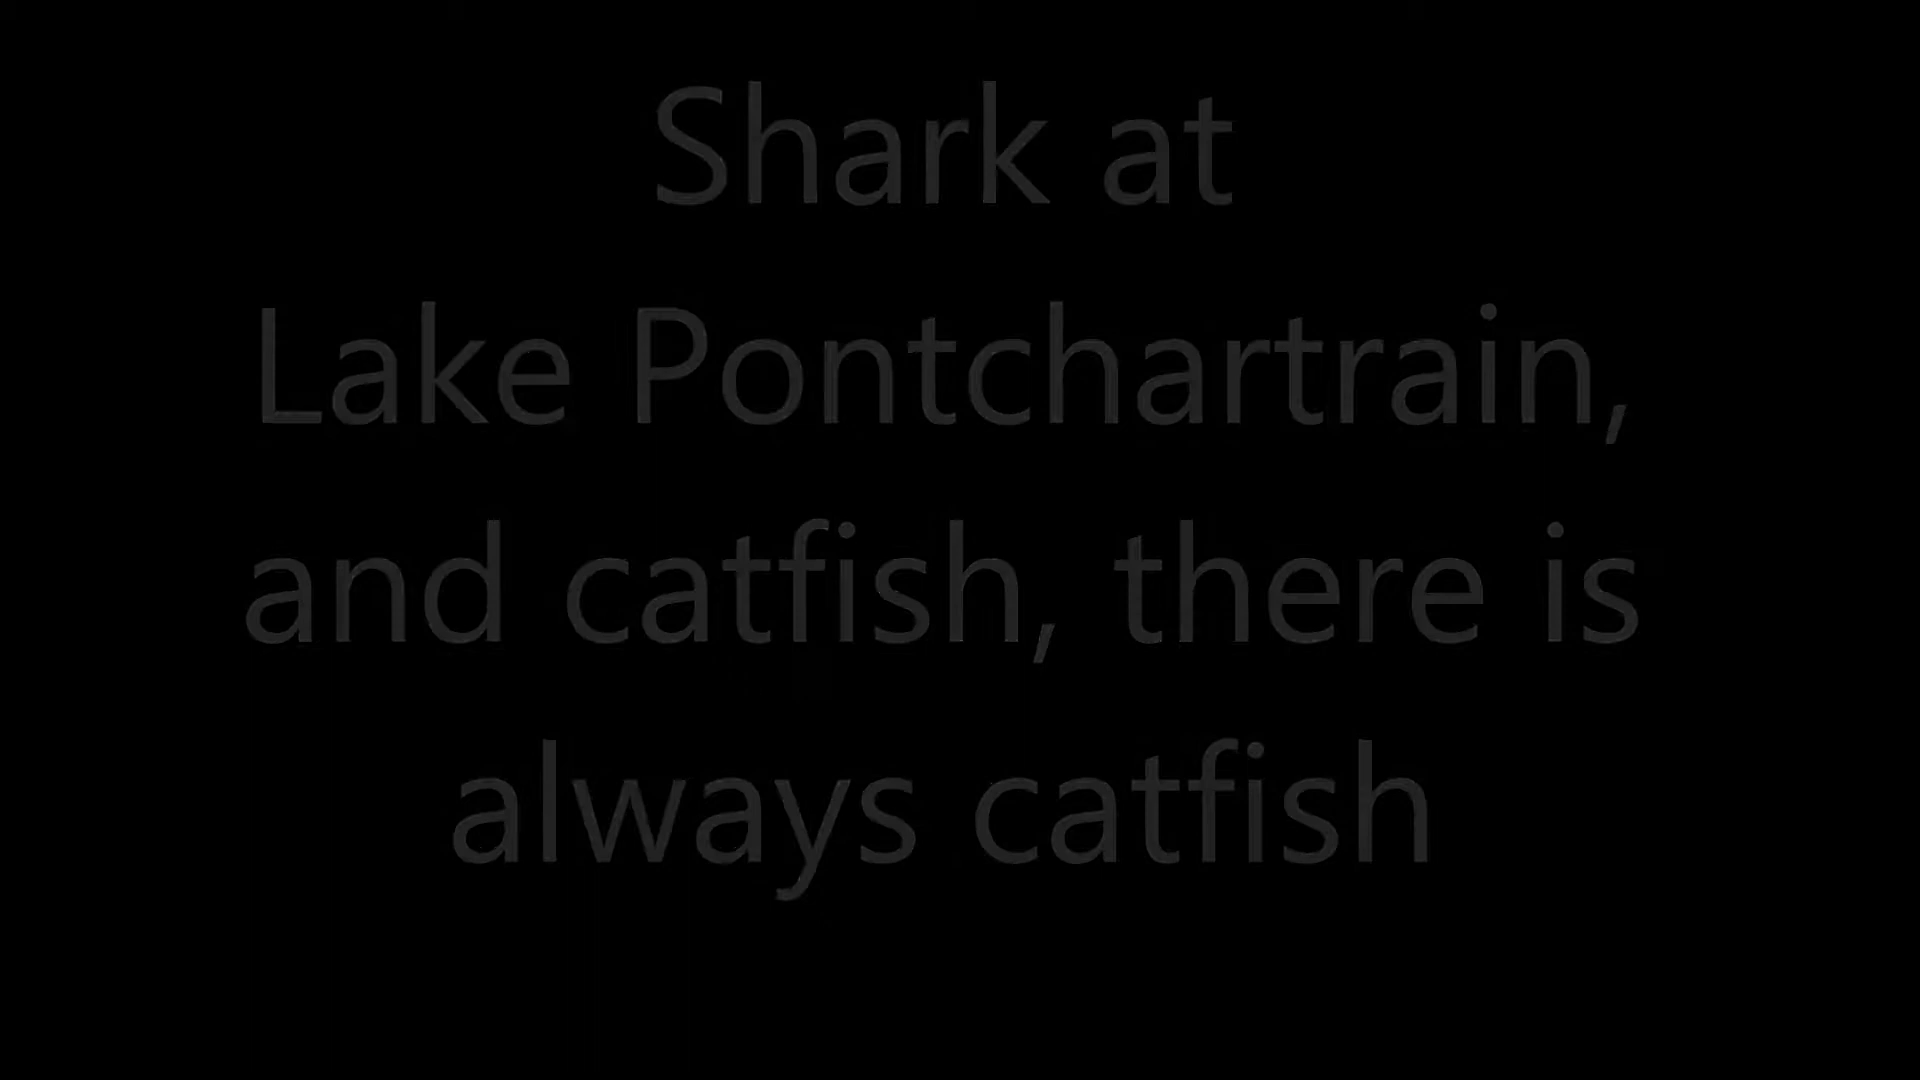 Shark at
Lake Pontchartrain,
and catfish, there is
always catfish